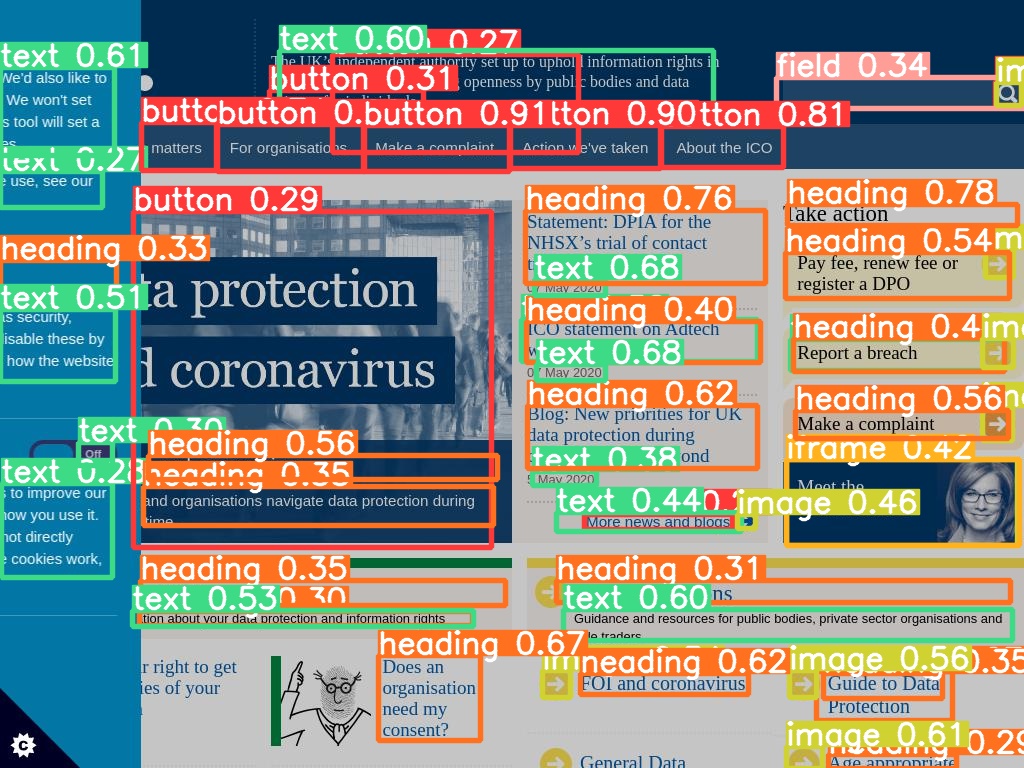 text 0.61
text 0.60
0.27
field 0.34
We'd also like to
We won't set
s tool will set a
The UK's independent authority set up to uphold information rights in
openness by public bodies and data
button 0.31
button 0.91
0.90
0.81
matters
For organisations
Make a complaint
Action we've taken
About the ICO
text 0.27
e use, see our
button 0.29
heading 0.76
heading 0.78
Statement: DPIA for the
NHSX's trial of contact
Take action
heading 0.54
heading 0.33
text 0.68
07 May 2020
Pay fee, renew fee or
register a DPO
ta protection
text 0.51
as security,
disable these by
how the website
heading 0.40
ICO statement on Adtech
text 0.68
07 May 2020
heading 0.4
Report a breach
d coronavirus
heading 0.62
Blog: New priorities for UK
data protection during
ond
heading 0.56
Make a complaint
text 0.30
Off
heading 0.56
text 0.38
5 May 2020
iframe 0.42
Meet the
text 0.28
heading 0.35
s to improve our
how you use it.
not directly
e cookies work,
and organisations navigate data protection during
time
text 0.44
image 0.46
More news and blogs
heading 0.35
heading 0.31
text 0.53
0.30
ns
text 0.60
tion about your data protection and information rights
Guidance and resources for public bodies, private sector organisations and
le traders
r right to get
ies of your
heading 0.67
Does an
organisation
need my
consent?
heading 0.62
image 0.56
0.35
FOI and coronavirus
Guide to Data
Protection
image 0.61
heading 0.29
General Data
Age appropriate